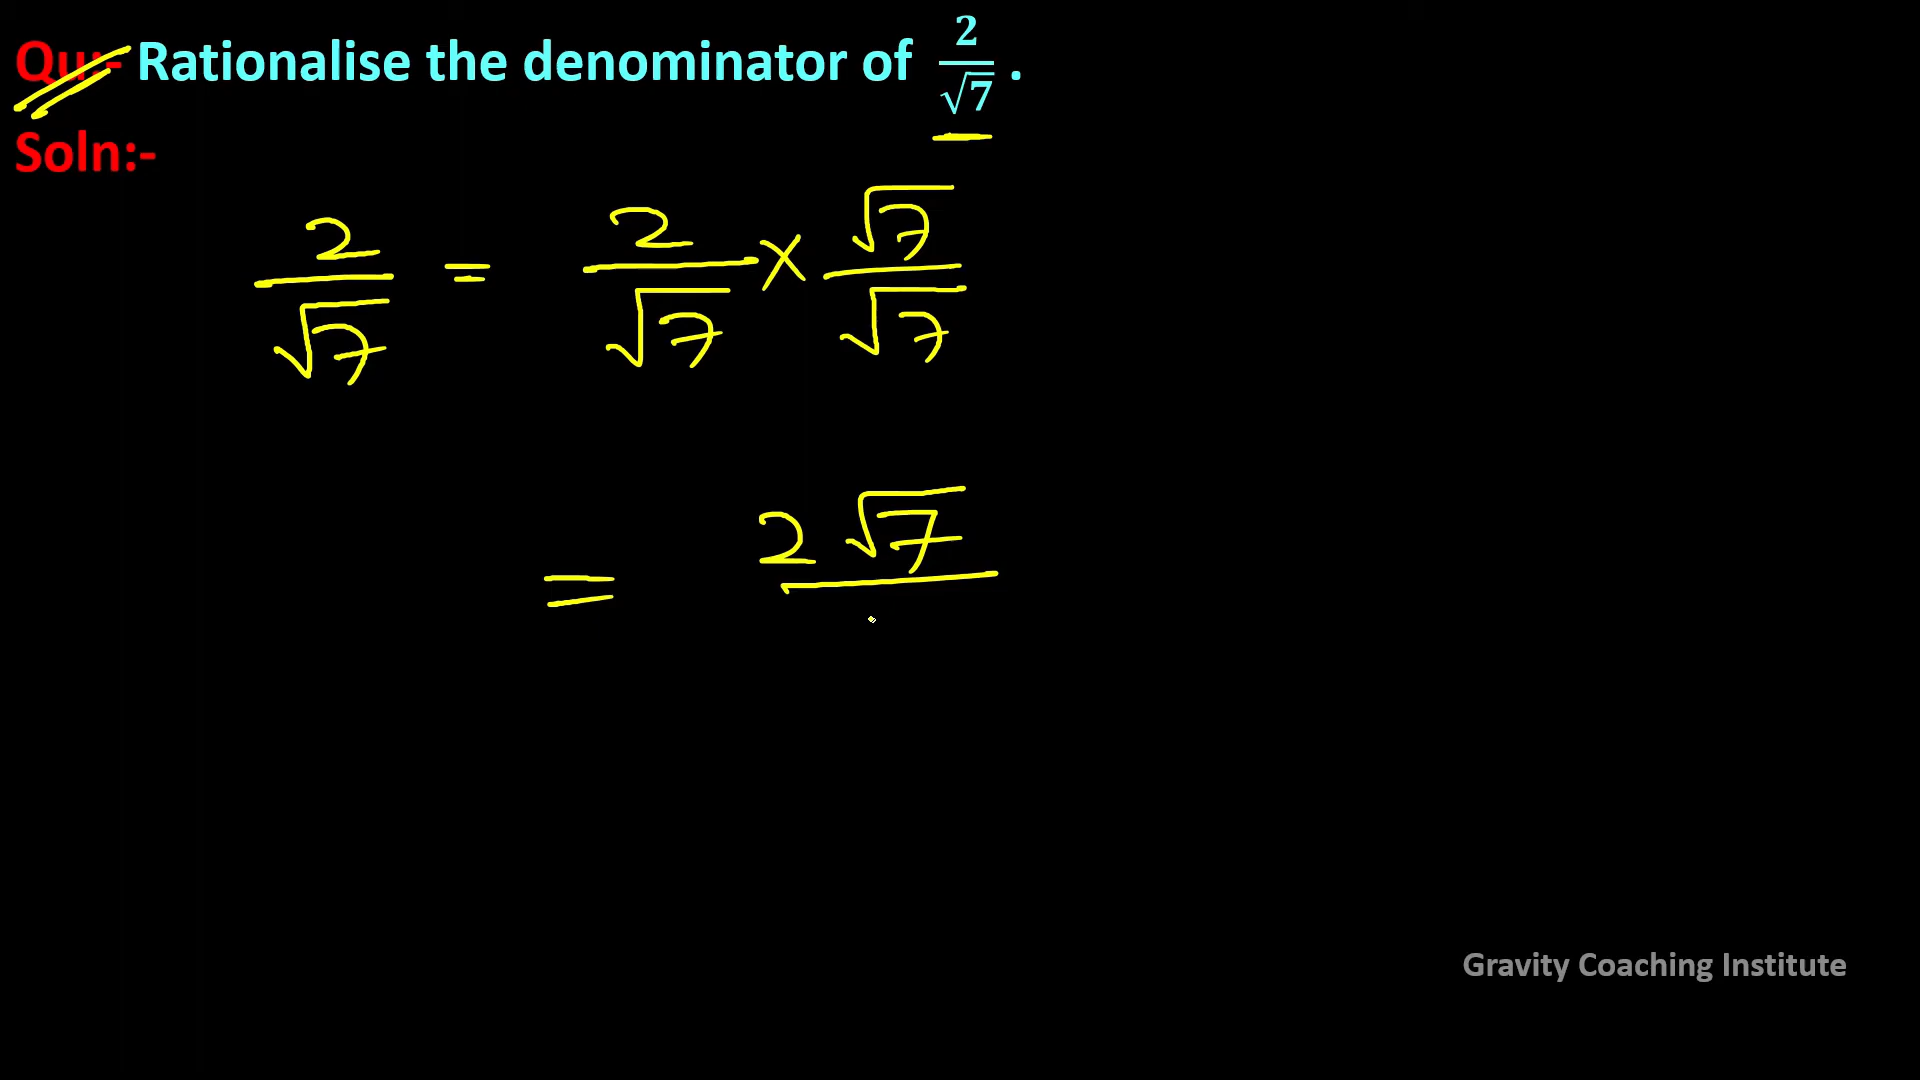 Qu:- Rationalise the denominator of 2/√7 .
Soln:-
2/√7 = 2/√7 × √7/√7
= 2√7/
Gravity Coaching Institute